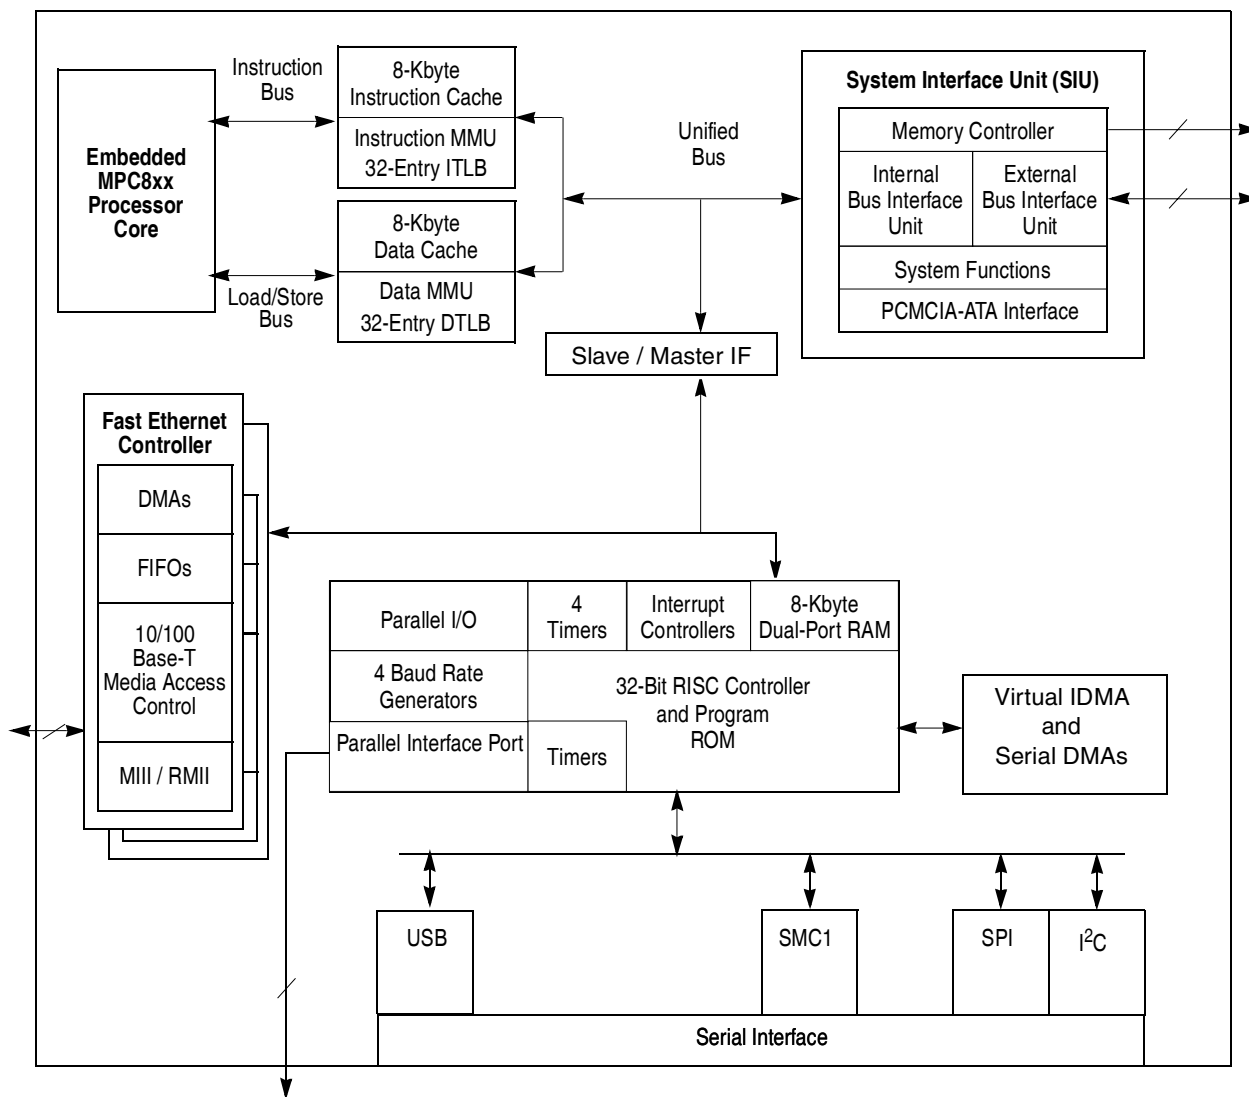 Instruction
Bus
8-Kbyte
Instruction Cache
Instruction MMU
32-Entry ITLB
Embedded
MPC8xx
Processor
Core
8-Kbyte
Data Cache
Data MMU
32-Entry DTLB
Load/Store
Bus
Unified
Bus
System Interface Unit (SIU)
Memory Controller
Internal
Bus Interface
Unit
External
Bus Interface
Unit
System Functions
PCMCIA-ATA Interface
Slave / Master IF
Fast Ethernet
Controller
DMAs
FIFOs
10/100
Base-T
Media Access
Control
MIII / RMII
Parallel I/O
4
Timers
Interrupt
Controllers
8-Kbyte
Dual-Port RAM
4 Baud Rate
Generators
32-Bit RISC Controller
and Program
ROM
Parallel Interface Port
Timers
Virtual IDMA
and
Serial DMAs
USB
SMC1
SPI
I²C
Serial Interface